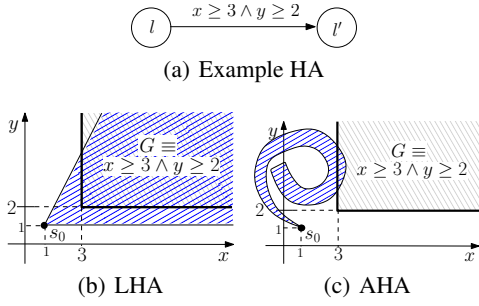 l
x ≥ 3 ∧ y ≥ 2
l′
(a) Example HA
y
G ≡
x ≥ 3 ∧ y ≥ 2
2
1
s₀
1
3
x
(b) LHA
y
G ≡
x ≥ 3 ∧ y ≥ 2
2
1
s₀
1
3
x
(c) AHA